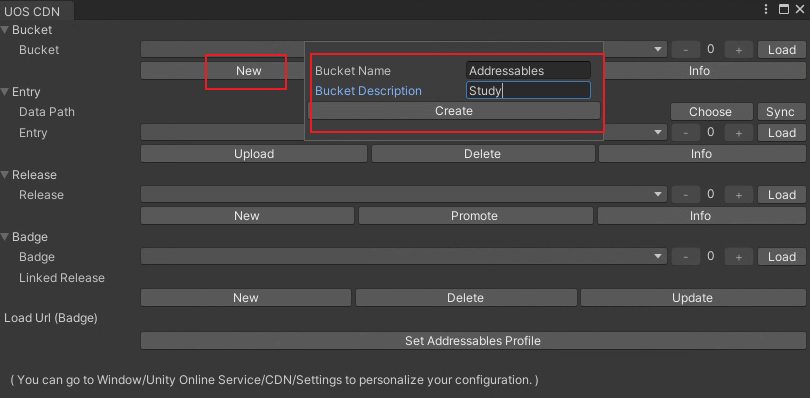 UOS CDN
Bucket
Bucket - 0 + Load
New Info
Bucket Name Addressables
Bucket Description Study
Create
Entry
Data Path Choose Sync
Entry - 0 + Load
Upload Delete Info
Release
Release - 0 + Load
New Promote Info
Badge
Badge - 0 + Load
Linked Release
New Delete Update
Load Url (Badge)
Set Addressables Profile
( You can go to Window/Unity Online Service/CDN/Settings to personalize your configuration. )